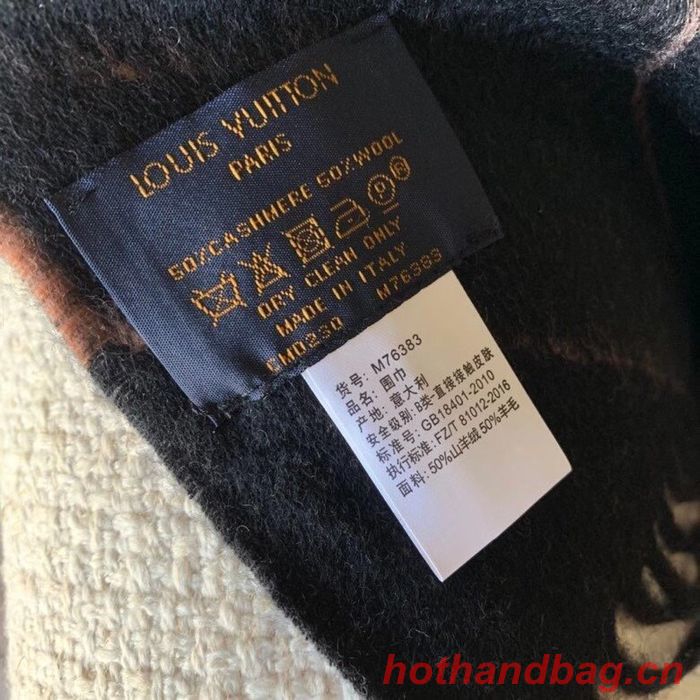 LOUIS VUITTON
PARIS
50%CASHMERE 50%WOOL
P
DRY CLEAN ONLY
MADE IN ITALY
CM0230 M76383
货号: M76383
品名: 围巾
产地: 意大利
安全级别: B类·直接接触皮肤
标准号: GB18401-2010
执行标准: FZ/T 81012-2016
面料: 50%山羊绒50%羊毛
hothandbag.cn